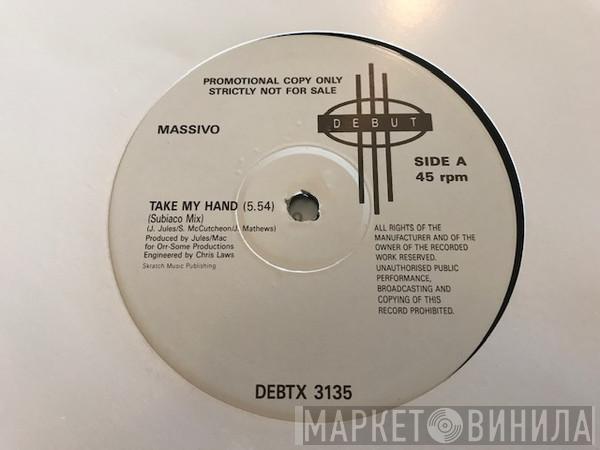 PROMOTIONAL COPY ONLY
STRICTLY NOT FOR SALE
DEBUT
MASSIVO
SIDE A
45 rpm
TAKE MY HAND (5.54)
(Subiaco Mix)
(J. Jules/S. McCutcheon/J. Mathews)
Produced by Jules/Mac
for Orr-Some Productions
Engineered by Chris Laws
Skratch Music Publishing
ALL RIGHTS OF THE
MANUFACTURER AND OF THE
OWNER OF THE RECORDED
WORK RESERVED.
UNAUTHORISED PUBLIC
PERFORMANCE,
BROADCASTING AND
COPYING OF THIS
RECORD PROHIBITED.
DEBTX 3135
МАРКЕТ ВИНИЛА